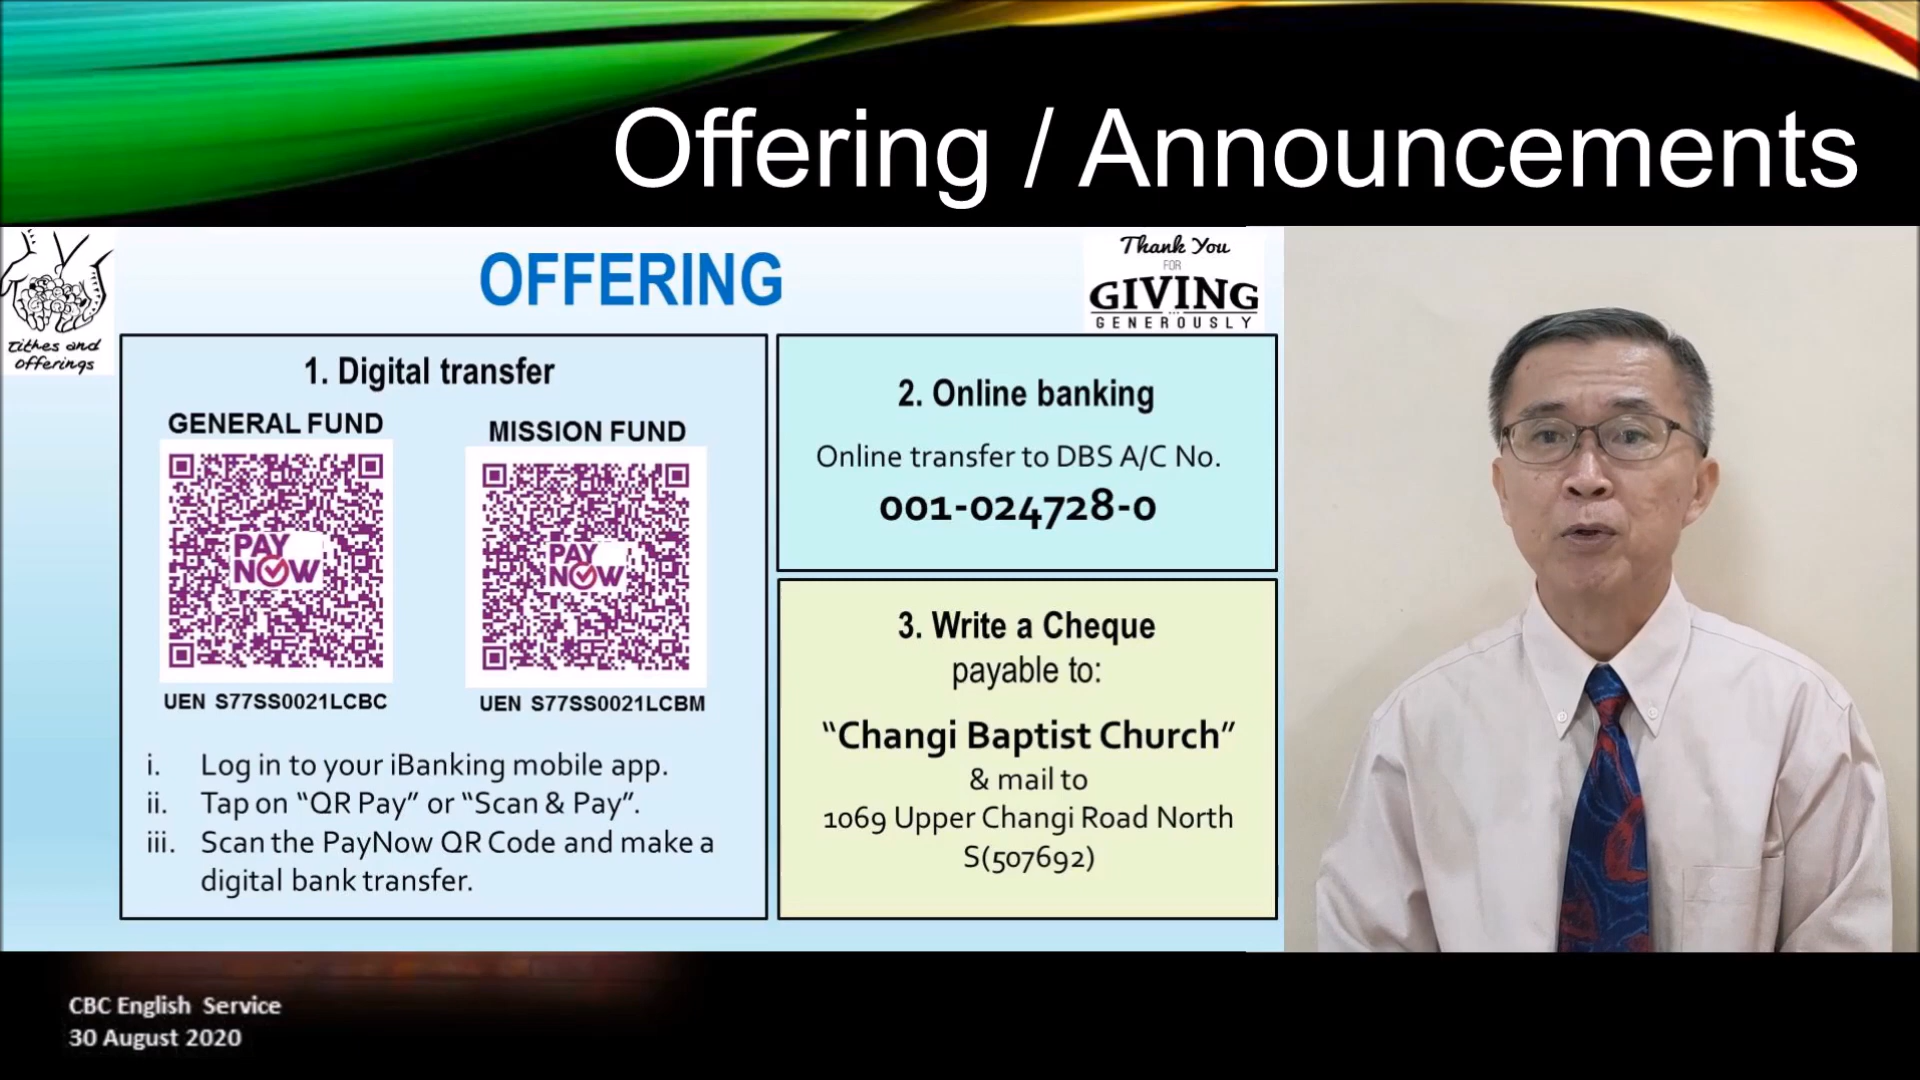 Offering / Announcements
tithes and
offerings
OFFERING
Thank You
FOR
GIVING
GENEROUSLY
1. Digital transfer
GENERAL FUND
MISSION FUND
PAY
NOW
PAY
NOW
UEN S77SS0021LCBC
UEN S77SS0021LCBM
i. Log in to your iBanking mobile app.
ii. Tap on “QR Pay” or “Scan & Pay”.
iii. Scan the PayNow QR Code and make a
digital bank transfer.
2. Online banking
Online transfer to DBS A/C No.
001-024728-0
3. Write a Cheque
payable to:
“Changi Baptist Church”
& mail to
1069 Upper Changi Road North
S(507692)
CBC English Service
30 August 2020